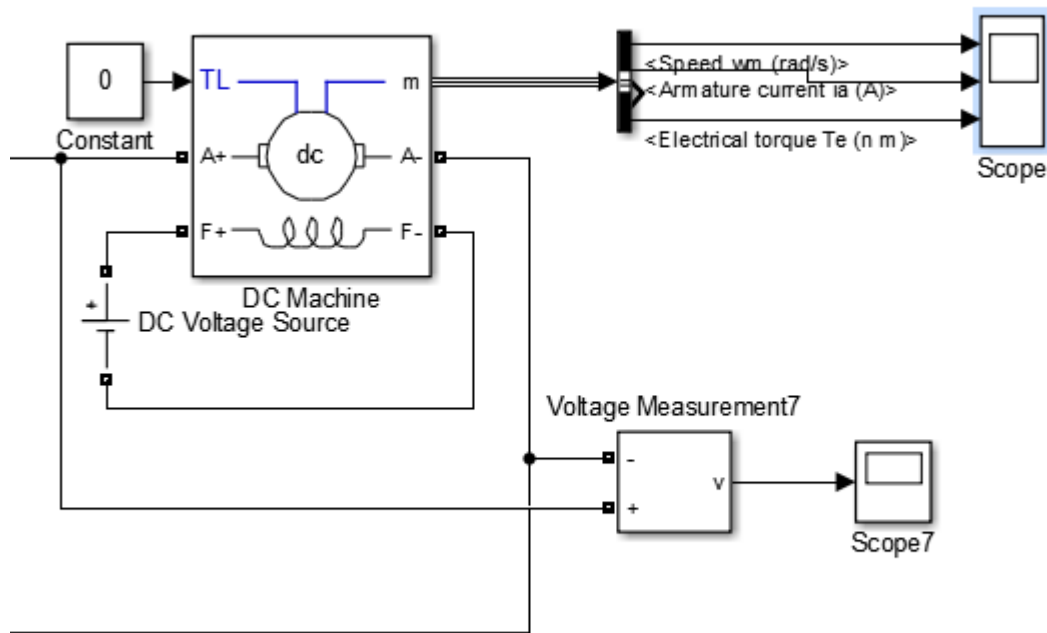 0
Constant
TL
m
A+
dc
A-
F+
F-
DC Machine
+
DC Voltage Source
<Speed wm (rad/s)>
<Armature current ia (A)>
<Electrical torque Te (n m)>
Scope
Voltage Measurement7
-
v
+
Scope7